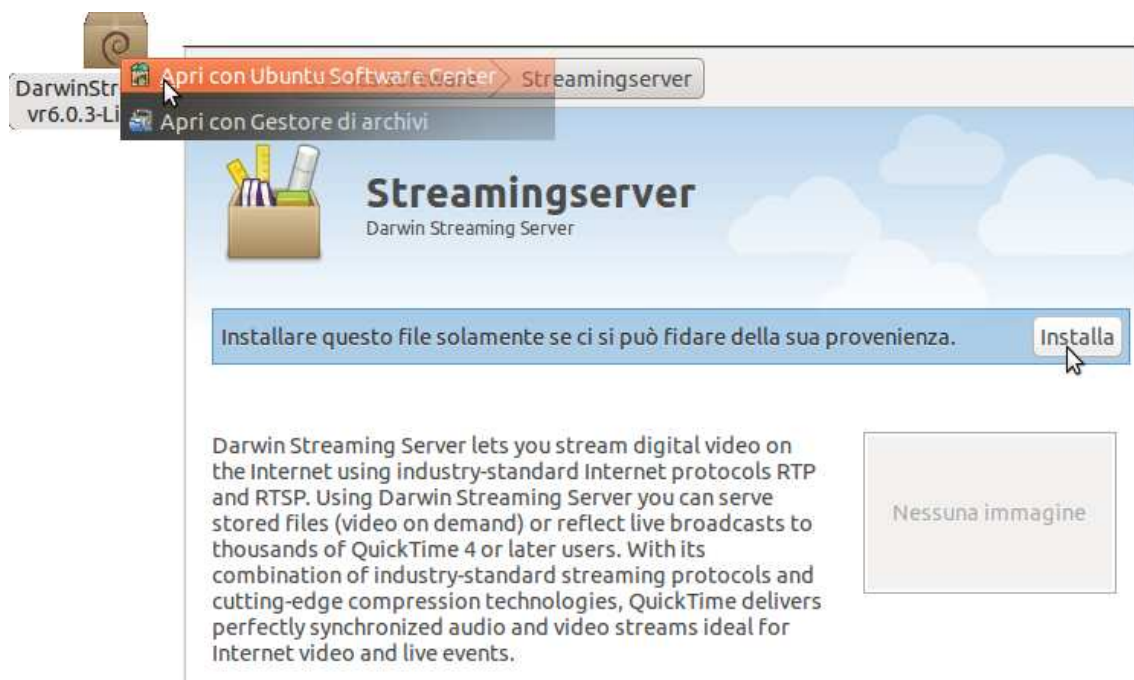 DarwinStr
vr6.0.3-Li
Apri con Ubuntu Software Center
Apri con Gestore di archivi
Streamingserver
Streamingserver
Darwin Streaming Server
Installare questo file solamente se ci si può fidare della sua provenienza.
Installa
Darwin Streaming Server lets you stream digital video on
the Internet using industry-standard Internet protocols RTP
and RTSP. Using Darwin Streaming Server you can serve
stored files (video on demand) or reflect live broadcasts to
thousands of QuickTime 4 or later users. With its
combination of industry-standard streaming protocols and
cutting-edge compression technologies, QuickTime delivers
perfectly synchronized audio and video streams ideal for
Internet video and live events.
Nessuna immagine